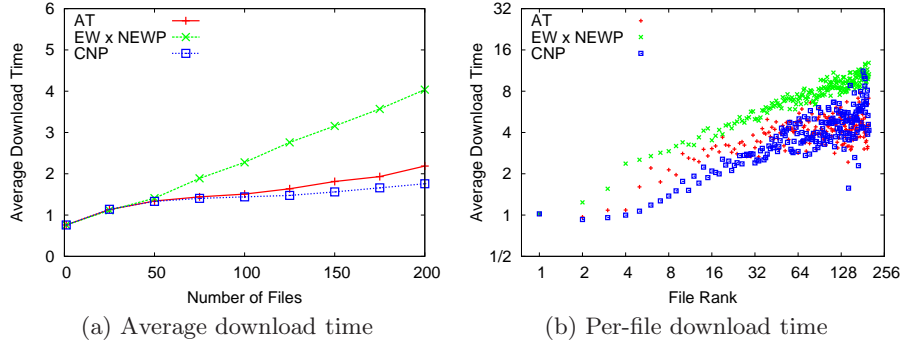 AT
EW x NEWP
CNP
6
5
4
3
2
1
0
Average Download Time
0
50
100
150
200
Number of Files
(a) Average download time
AT
EW x NEWP
CNP
32
16
8
4
2
1
1/2
Average Download Time
1
2
4
8
16
32
64
128
256
File Rank
(b) Per-file download time